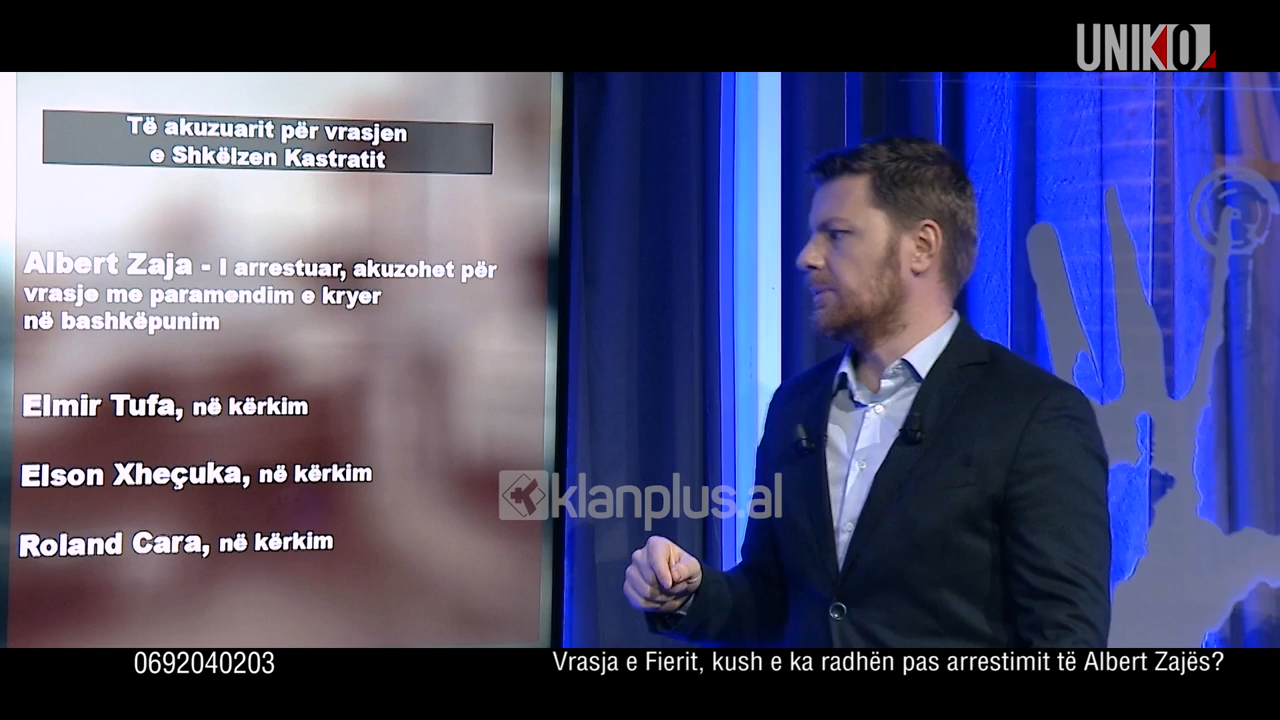 UNIKO
Të akuzuarit për vrasjen
e Shkëlzen Kastratit
Albert Zaja - I arrestuar, akuzohet për
vrasje me paramendim e kryer
në bashkëpunim
Elmir Tufa, në kërkim
Elson Xheçuka, në kërkim
Roland Cara, në kërkim
klanplus.al
0692040203
Vrasja e Fierit, kush e ka radhën pas arrestimit të Albert Zajës?